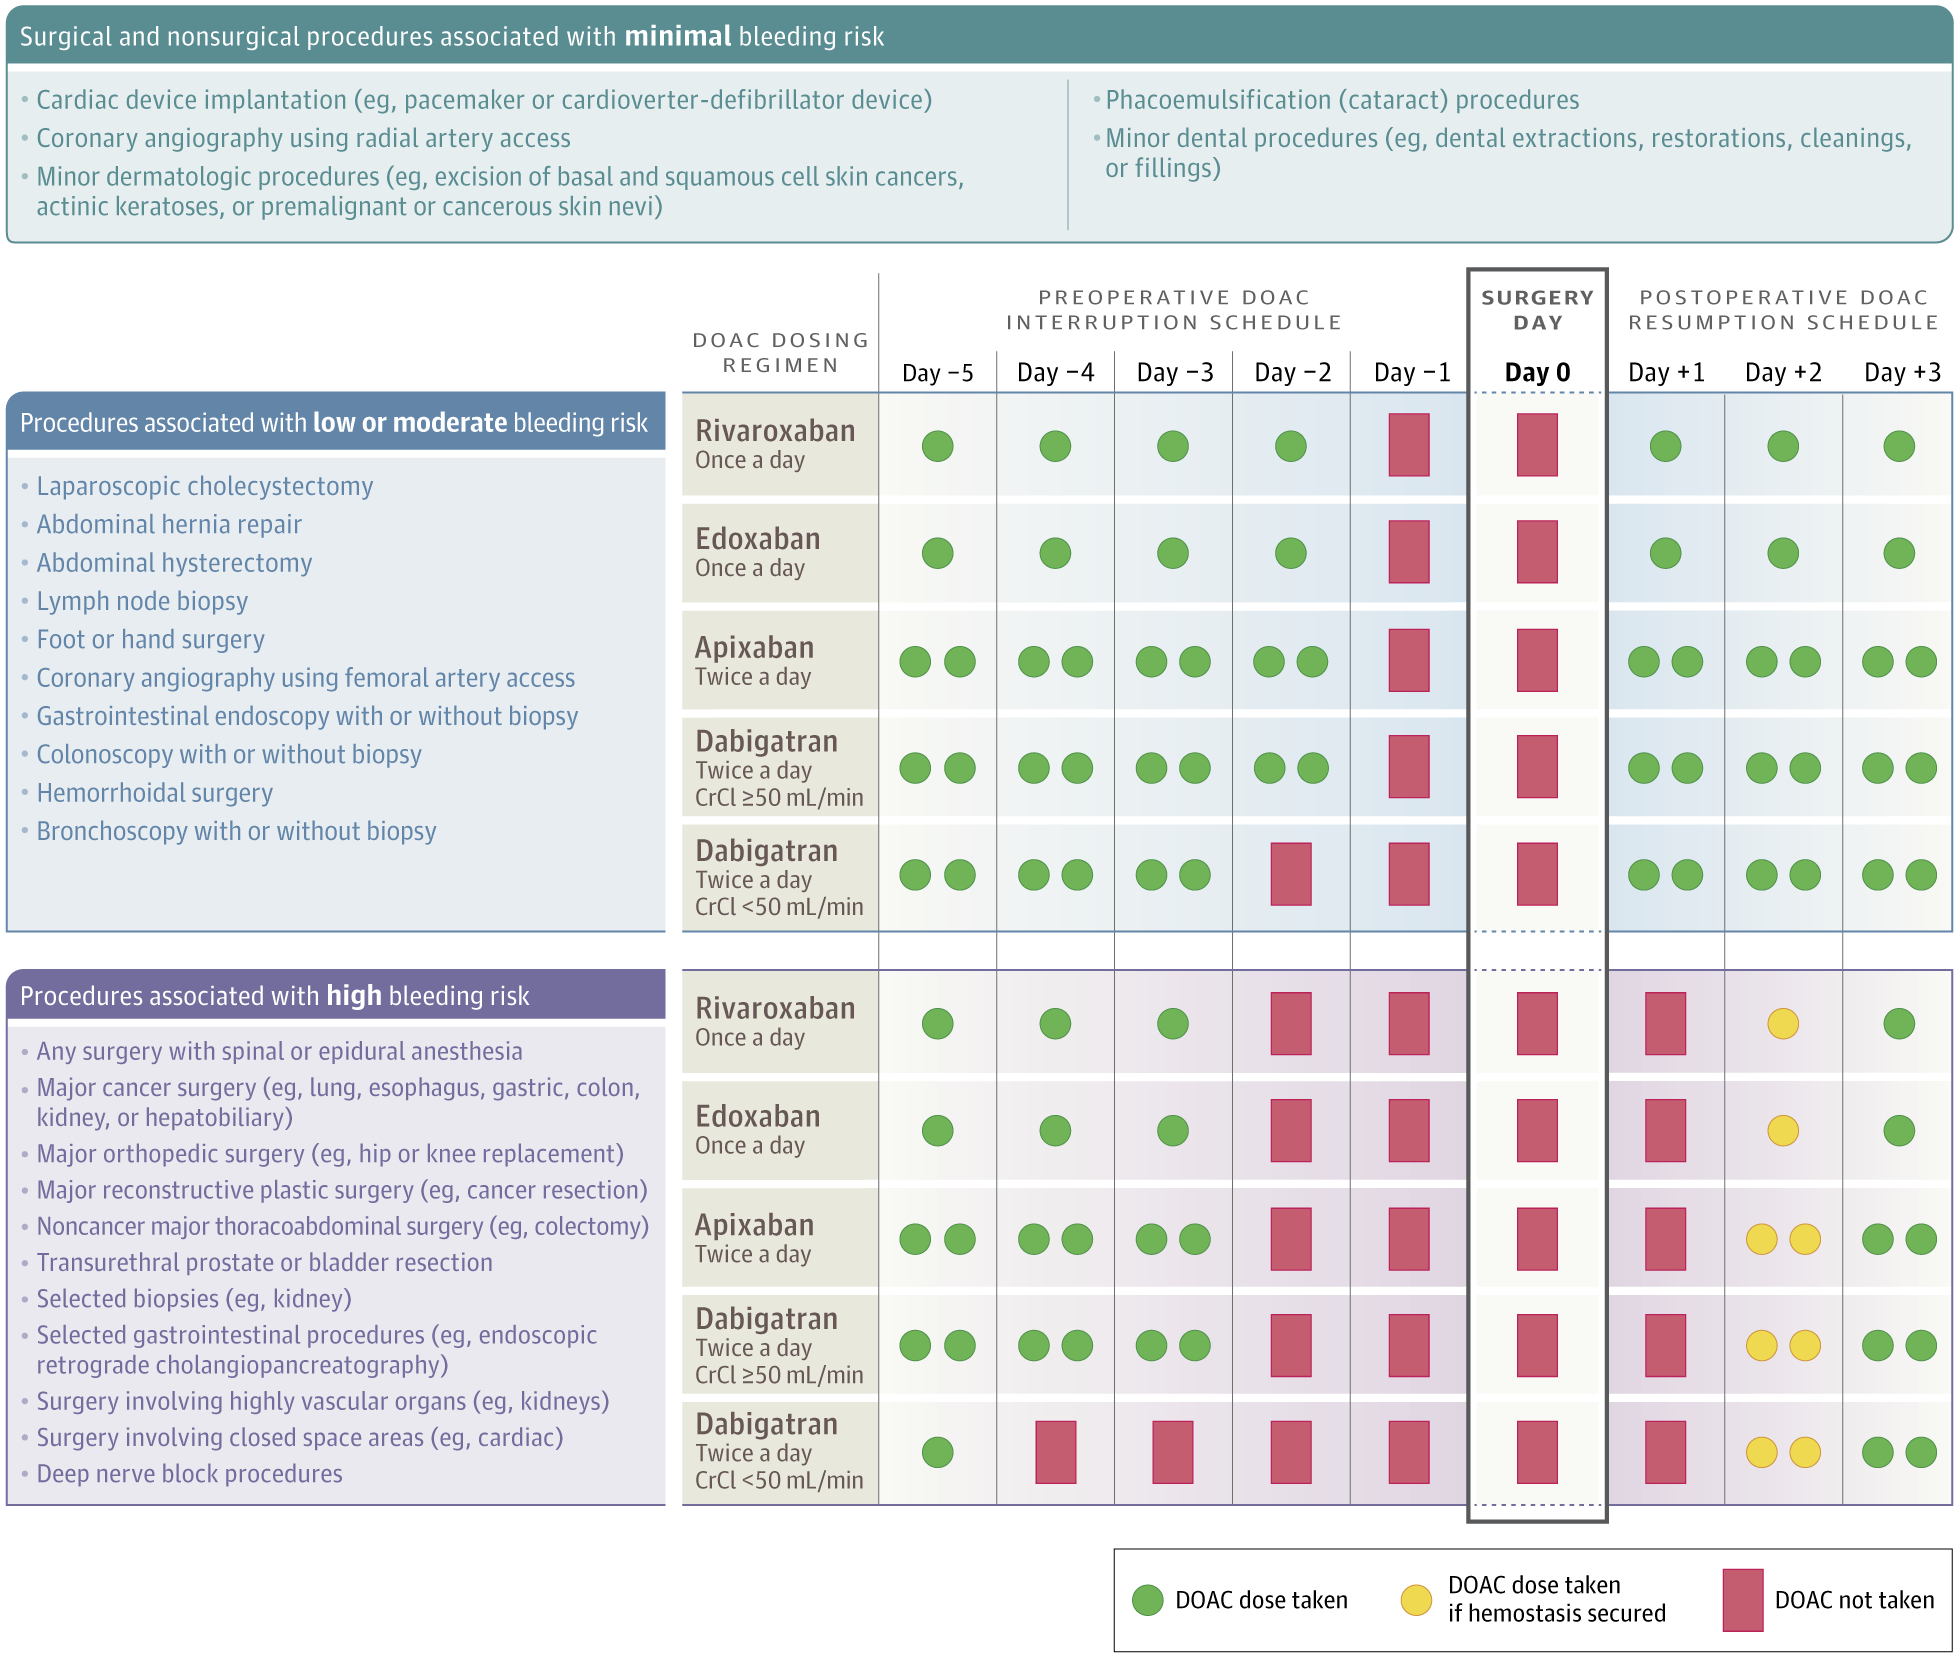 Surgical and nonsurgical procedures associated with minimal bleeding risk
• Cardiac device implantation (eg, pacemaker or cardioverter-defibrillator device)
• Coronary angiography using radial artery access
• Minor dermatologic procedures (eg, excision of basal and squamous cell skin cancers,
actinic keratoses, or premalignant or cancerous skin nevi)
• Phacoemulsification (cataract) procedures
• Minor dental procedures (eg, dental extractions, restorations, cleanings,
or fillings)
DOAC DOSING
REGIMEN
PREOPERATIVE DOAC
INTERRUPTION SCHEDULE
SURGERY
DAY
POSTOPERATIVE DOAC
RESUMPTION SCHEDULE
Day −5 Day −4 Day −3 Day −2 Day −1 Day 0 Day +1 Day +2 Day +3
Procedures associated with low or moderate bleeding risk
• Laparoscopic cholecystectomy
• Abdominal hernia repair
• Abdominal hysterectomy
• Lymph node biopsy
• Foot or hand surgery
• Coronary angiography using femoral artery access
• Gastrointestinal endoscopy with or without biopsy
• Colonoscopy with or without biopsy
• Hemorrhoidal surgery
• Bronchoscopy with or without biopsy
Rivaroxaban
Once a day
Edoxaban
Once a day
Apixaban
Twice a day
Dabigatran
Twice a day
CrCl ≥50 mL/min
Dabigatran
Twice a day
CrCl <50 mL/min
Procedures associated with high bleeding risk
• Any surgery with spinal or epidural anesthesia
• Major cancer surgery (eg, lung, esophagus, gastric, colon,
kidney, or hepatobiliary)
• Major orthopedic surgery (eg, hip or knee replacement)
• Major reconstructive plastic surgery (eg, cancer resection)
• Noncancer major thoracoabdominal surgery (eg, colectomy)
• Transurethral prostate or bladder resection
• Selected biopsies (eg, kidney)
• Selected gastrointestinal procedures (eg, endoscopic
retrograde cholangiopancreatography)
• Surgery involving highly vascular organs (eg, kidneys)
• Surgery involving closed space areas (eg, cardiac)
• Deep nerve block procedures
Rivaroxaban
Once a day
Edoxaban
Once a day
Apixaban
Twice a day
Dabigatran
Twice a day
CrCl ≥50 mL/min
Dabigatran
Twice a day
CrCl <50 mL/min
DOAC dose taken
DOAC dose taken
if hemostasis secured
DOAC not taken